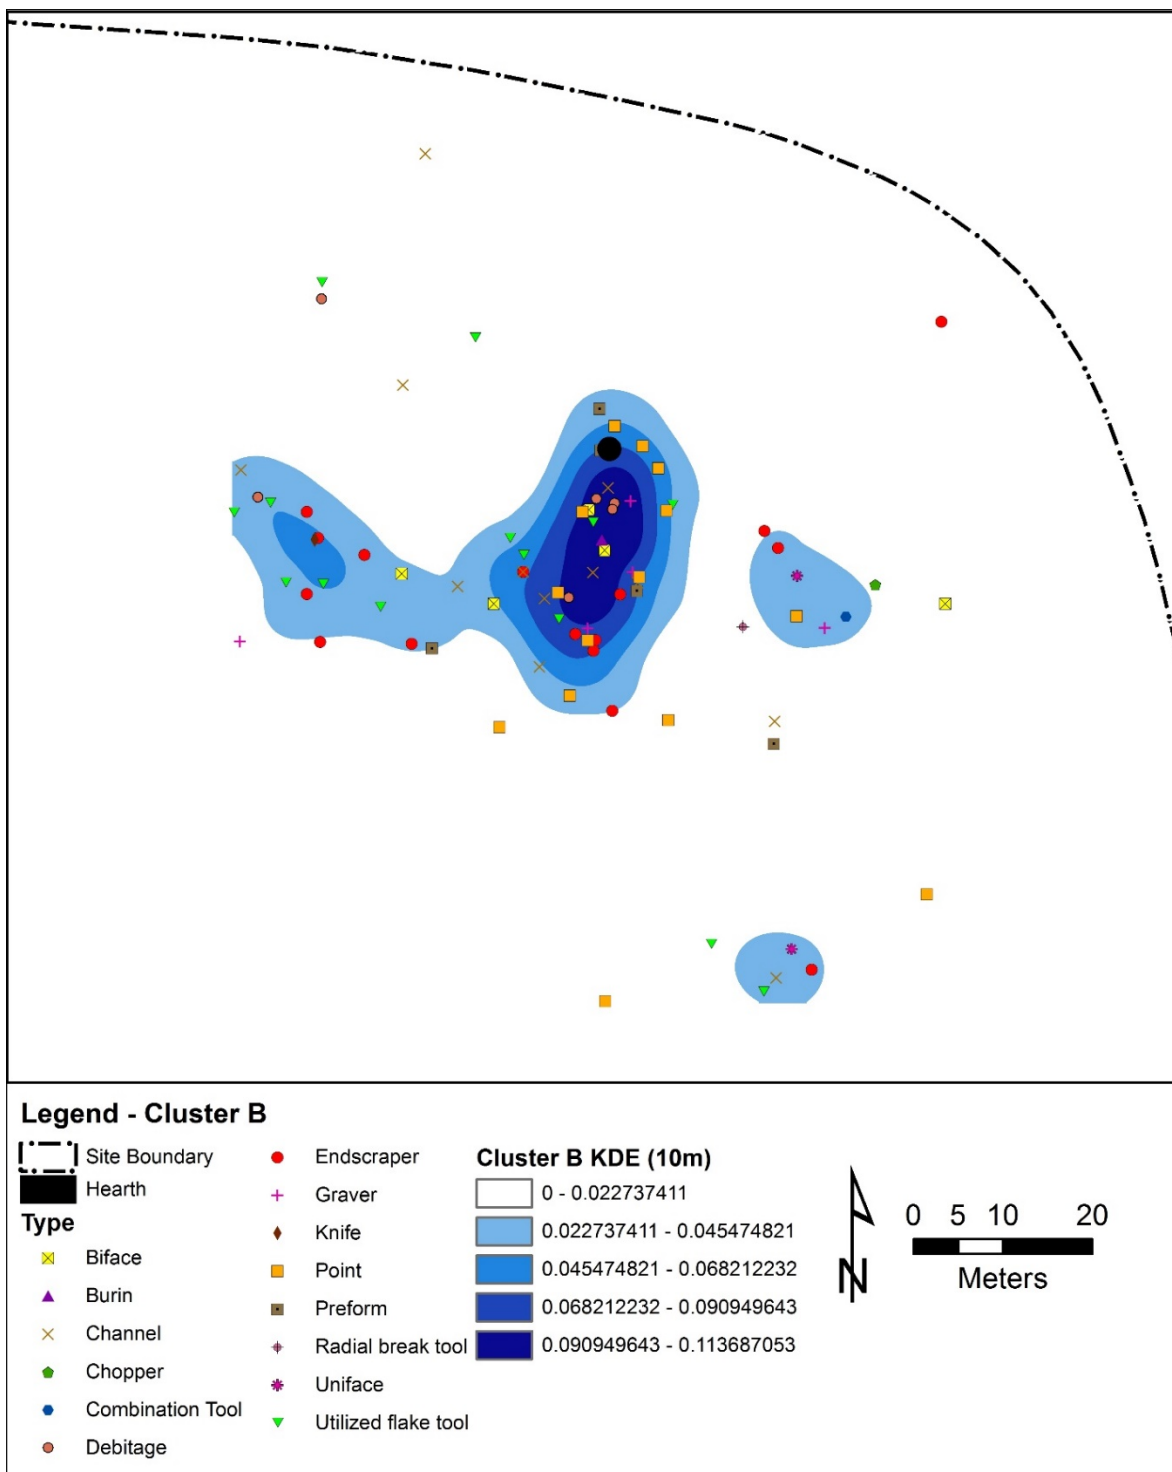 Legend - Cluster B
Site Boundary
Hearth
Type
Biface
Burin
Channel
Chopper
Combination Tool
Debitage
Endscraper
Graver
Knife
Point
Preform
Radial break tool
Uniface
Utilized flake tool
Cluster B KDE (10m)
0 - 0.022737411
0.022737411 - 0.045474821
0.045474821 - 0.068212232
0.068212232 - 0.090949643
0.090949643 - 0.113687053
N
0 5 10 20
Meters